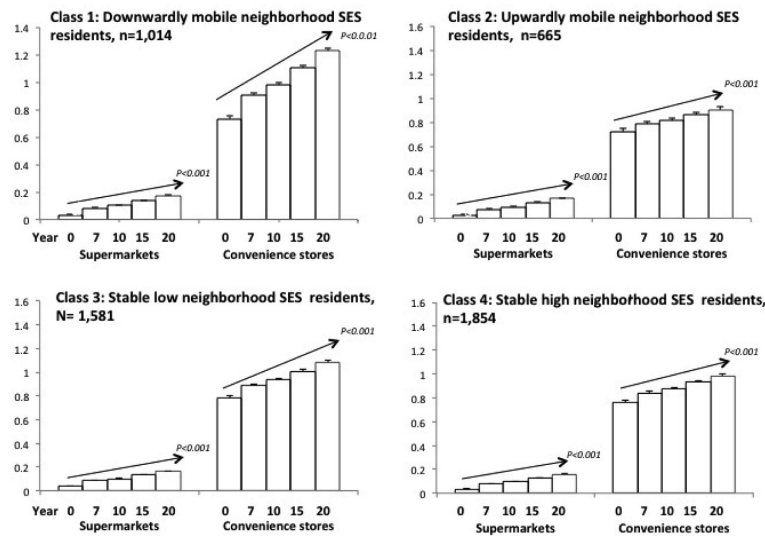 Class 1: Downwardly mobile neighborhood SES
residents, n=1,014
P<0.0.01
1.4
1.2
1
0.8
0.6
0.4
0.2
0
P<0.001
Year 0 7 10 15 20 0 7 10 15 20
Supermarkets Convenience stores
Class 2: Upwardly mobile neighborhood SES
residents, n=665
1.6
1.4
1.2
1
0.8
0.6
0.4
0.2
0
P<0.001
P<0.001
0 7 10 15 20 0 7 10 15 20
Supermarkets Convenience stores
Class 3: Stable low neighborhood SES residents,
N= 1,581
1.6
1.4
1.2
1
0.8
0.6
0.4
0.2
0
P<0.001
P<0.001
Year 0 7 10 15 20 0 7 10 15 20
Supermarkets Convenience stores
Class 4: Stable high neighborhood SES residents,
n=1,854
1.6
1.4
1.2
1
0.8
0.6
0.4
0.2
0
P<0.001
P<0.001
0 7 10 15 20 0 7 10 15 20
Supermarkets Convenience stores